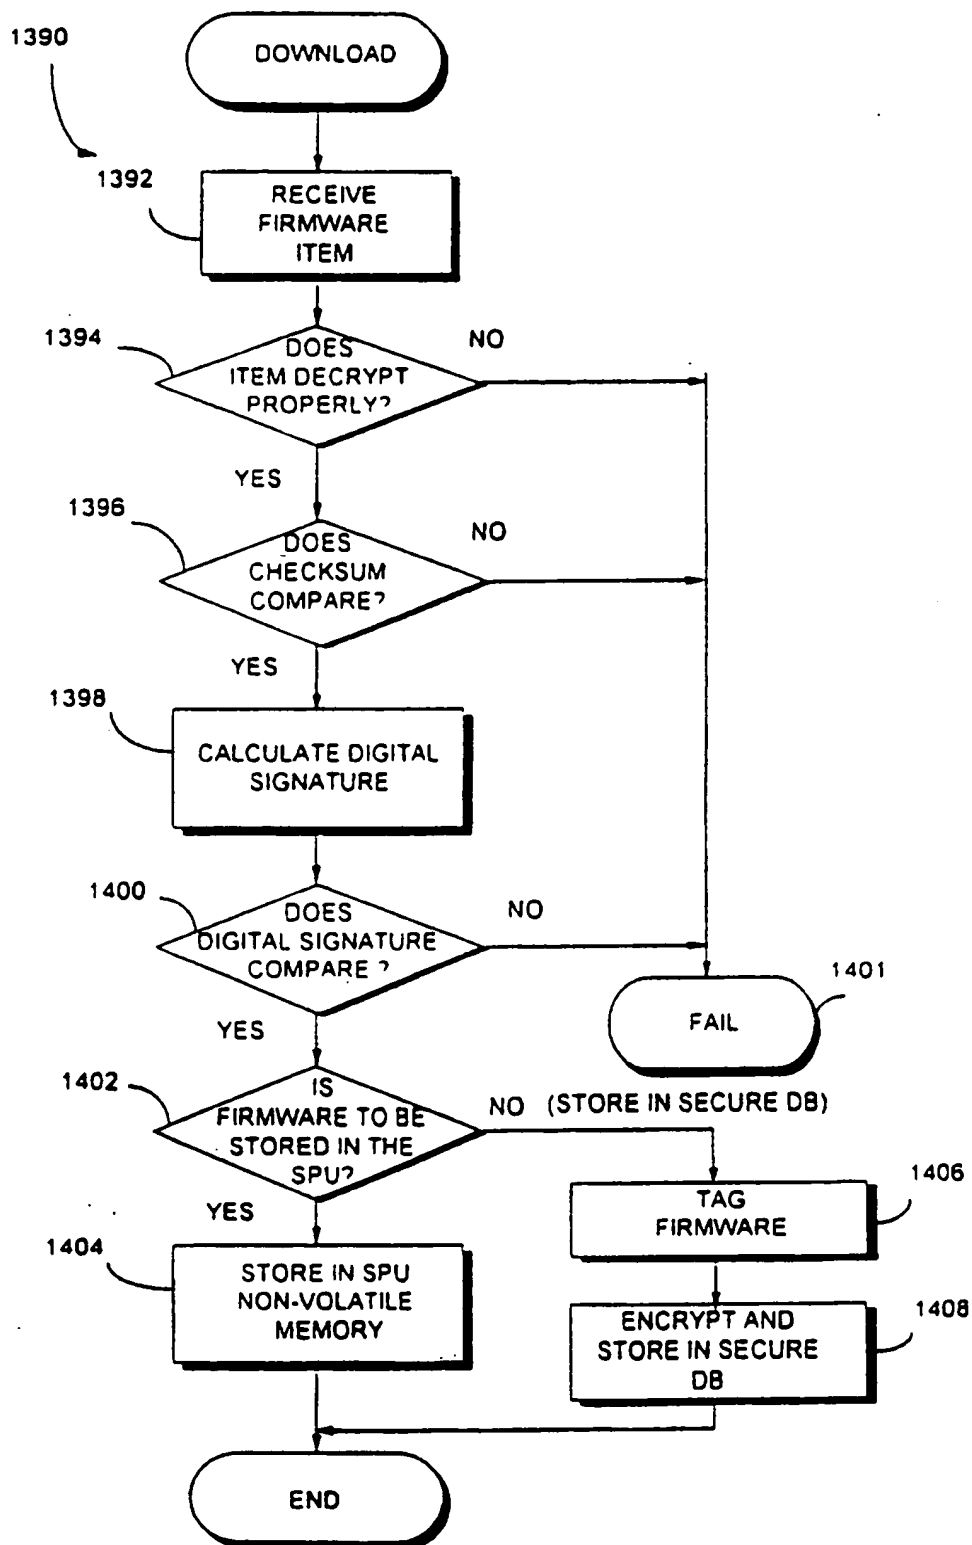 1390
DOWNLOAD
1392
RECEIVE
FIRMWARE
ITEM
1394
DOES
ITEM DECRYPT
PROPERLY?
NO
YES
1396
DOES
CHECKSUM
COMPARE?
NO
YES
1398
CALCULATE DIGITAL
SIGNATURE
1400
DOES
DIGITAL SIGNATURE
COMPARE ?
NO
YES
1401
FAIL
1402
IS
FIRMWARE TO BE
STORED IN THE
SPU?
NO (STORE IN SECURE DB)
YES
1406
TAG
FIRMWARE
1404
STORE IN SPU
NON-VOLATILE
MEMORY
1408
ENCRYPT AND
STORE IN SECURE
DB
END